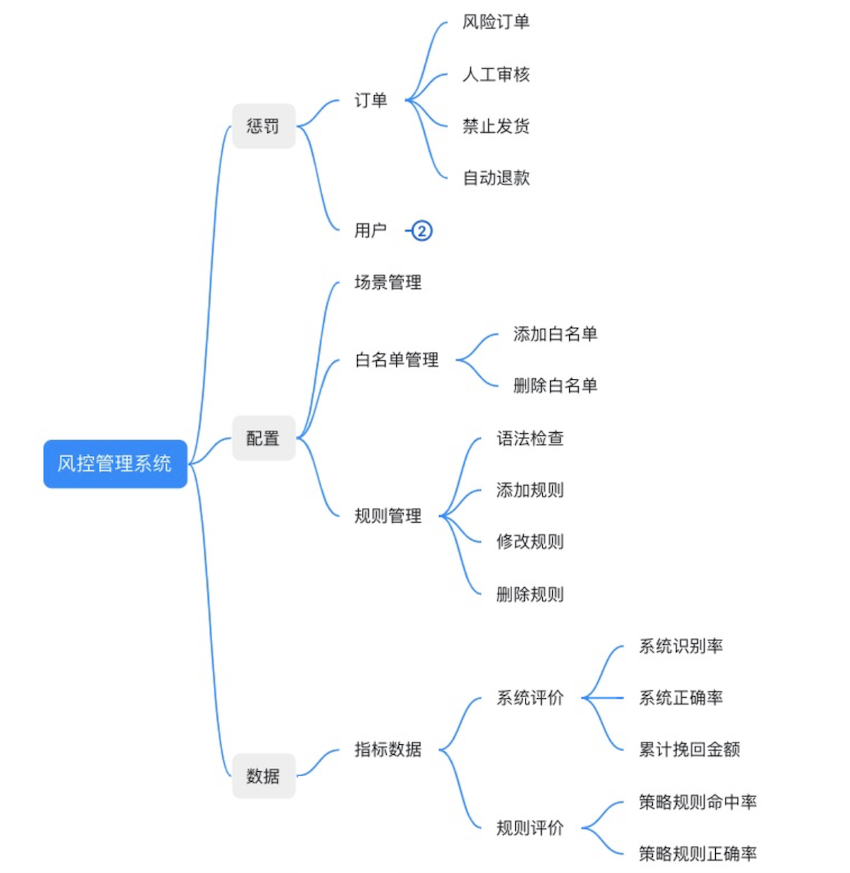 风险订单
人工审核
订单
惩罚
禁止发货
自动退款
用户
2
场景管理
添加白名单
白名单管理
删除白名单
配置
语法检查
风控管理系统
添加规则
规则管理
修改规则
删除规则
系统识别率
系统评价
系统正确率
指标数据
累计挽回金额
数据
策略规则命中率
规则评价
策略规则正确率